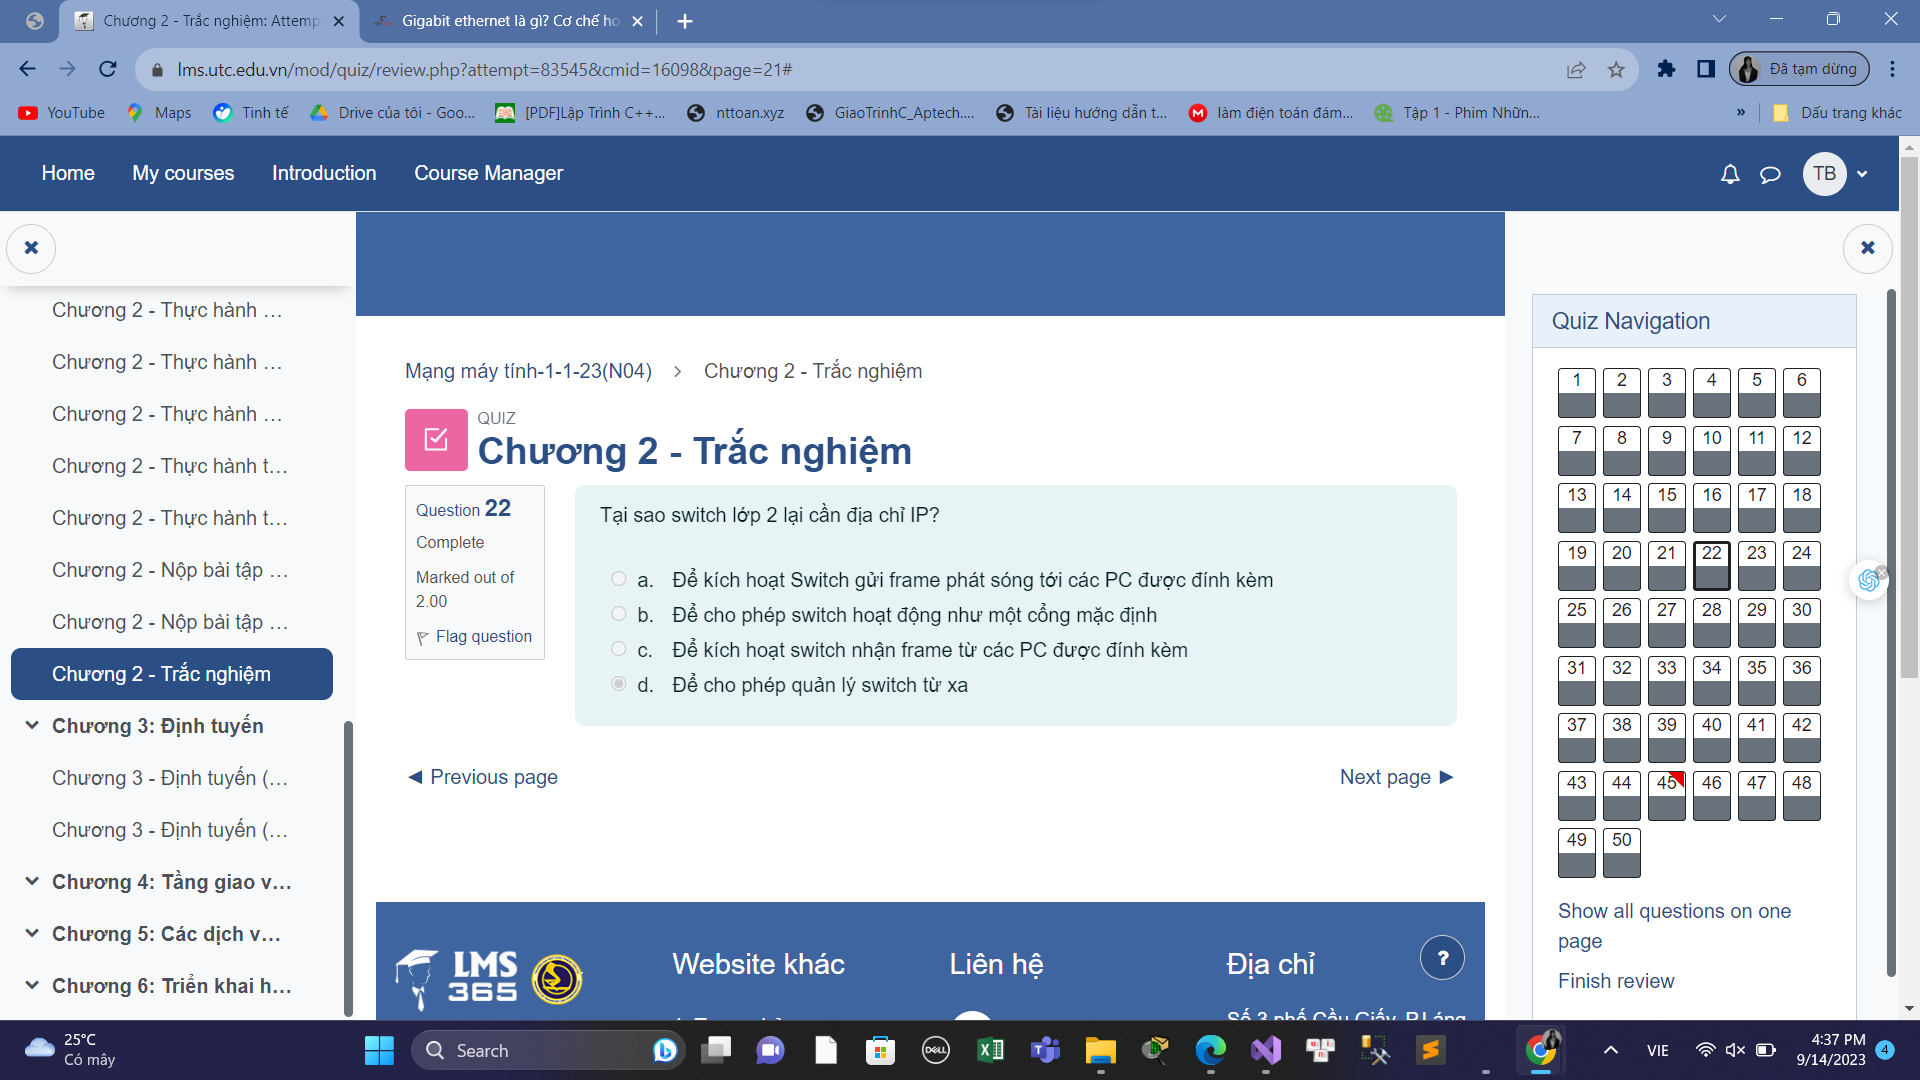 Chương 2 - Trắc nghiệm: Attemp
Gigabit ethernet là gì? Cơ chế ho
lms.utc.edu.vn/mod/quiz/review.php?attempt=83545&cmid=16098&page=21#
Đã tạm dừng
YouTube
Maps
Tinh tế
Drive của tôi - Goo...
[PDF]Lập Trình C++...
nttoan.xyz
GiaoTrinhC_Aptech....
Tài liệu hướng dẫn t...
làm điện toán đám...
Tập 1 - Phim Nhữn...
»
Dấu trang khác
Home
My courses
Introduction
Course Manager
TB
Chương 2 - Thực hành ...
Chương 2 - Thực hành ...
Chương 2 - Thực hành ...
Chương 2 - Thực hành t...
Chương 2 - Thực hành t...
Chương 2 - Nộp bài tập ...
Chương 2 - Nộp bài tập ...
Chương 2 - Trắc nghiệm
Chương 3: Định tuyến
Chương 3 - Định tuyến (...
Chương 3 - Định tuyến (...
Chương 4: Tầng giao v...
Chương 5: Các dịch v...
Chương 6: Triển khai h...
Mạng máy tính-1-1-23(N04)
Chương 2 - Trắc nghiệm
QUIZ
Chương 2 - Trắc nghiệm
Question 22
Complete
Marked out of
2.00
Flag question
Tại sao switch lớp 2 lại cần địa chỉ IP?
a. Để kích hoạt Switch gửi frame phát sóng tới các PC được đính kèm
b. Để cho phép switch hoạt động như một cổng mặc định
c. Để kích hoạt switch nhận frame từ các PC được đính kèm
d. Để cho phép quản lý switch từ xa
◄ Previous page
Next page ►
Quiz Navigation
1 2 3 4 5 6
7 8 9 10 11 12
13 14 15 16 17 18
19 20 21 22 23 24
25 26 27 28 29 30
31 32 33 34 35 36
37 38 39 40 41 42
43 44 45 46 47 48
49 50
Show all questions on one
page
Finish review
LMS
365
Website khác
Liên hệ
Địa chỉ
?
Số 3 phố Cầu Giấy, P.Láng
25°C
Có mây
Search
DELL
VIE
4:37 PM
9/14/2023
4